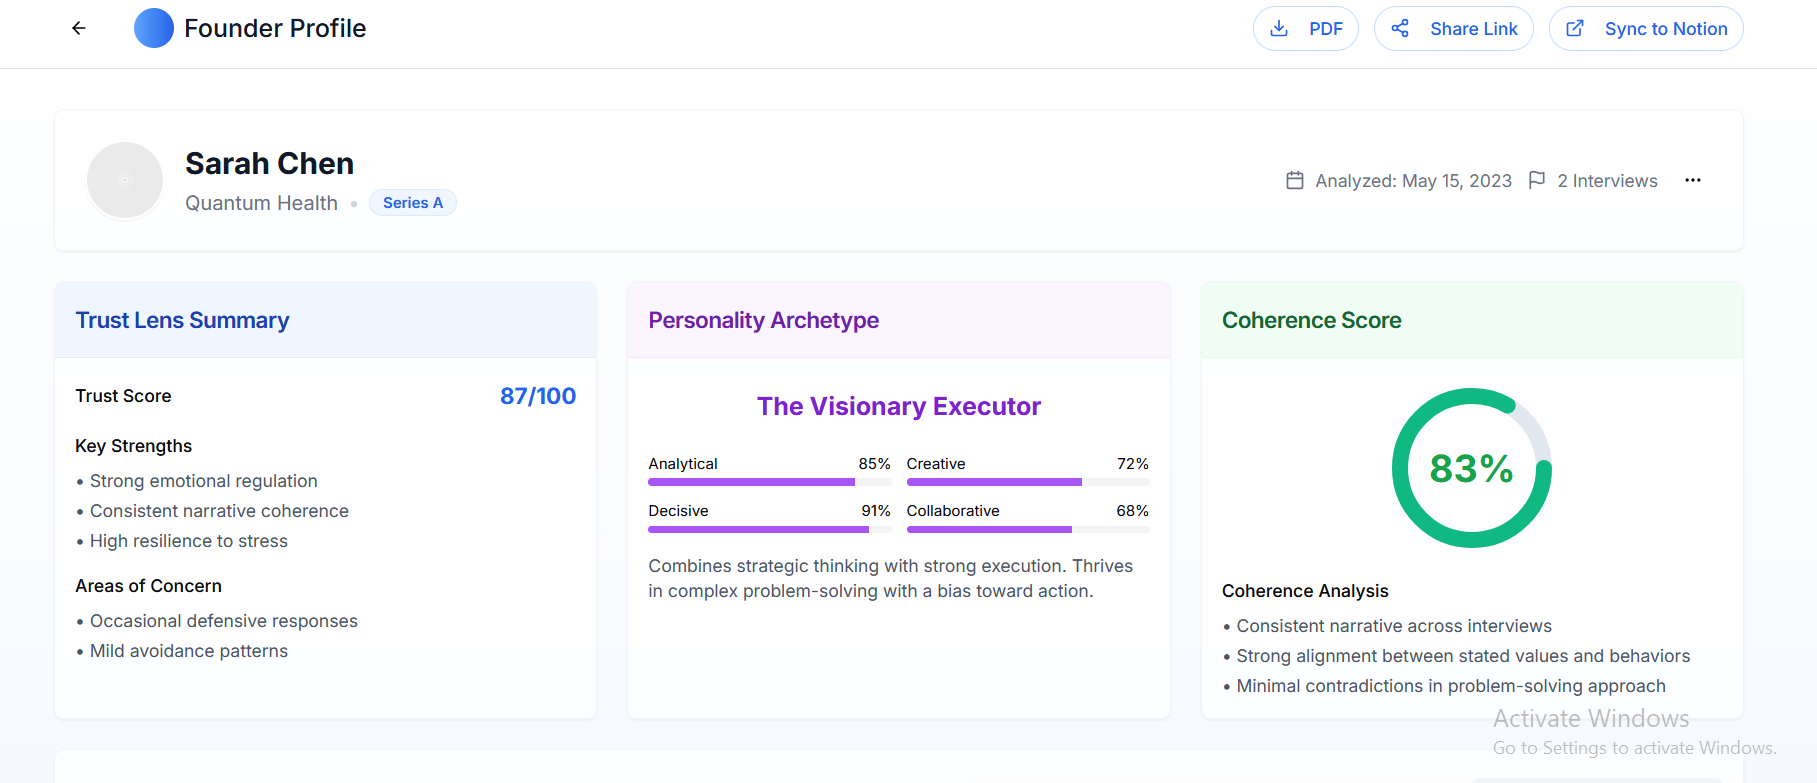 Founder Profile
PDF
Share Link
Sync to Notion
Sarah Chen
Quantum Health • Series A
Analyzed: May 15, 2023
2 Interviews
Trust Lens Summary
Trust Score 87/100
Key Strengths
• Strong emotional regulation
• Consistent narrative coherence
• High resilience to stress
Areas of Concern
• Occasional defensive responses
• Mild avoidance patterns
Personality Archetype
The Visionary Executor
Analytical 85%
Creative 72%
Decisive 91%
Collaborative 68%
Combines strategic thinking with strong execution. Thrives
in complex problem-solving with a bias toward action.
Coherence Score
83%
Coherence Analysis
• Consistent narrative across interviews
• Strong alignment between stated values and behaviors
• Minimal contradictions in problem-solving approach
Activate Windows
Go to Settings to activate Windows.